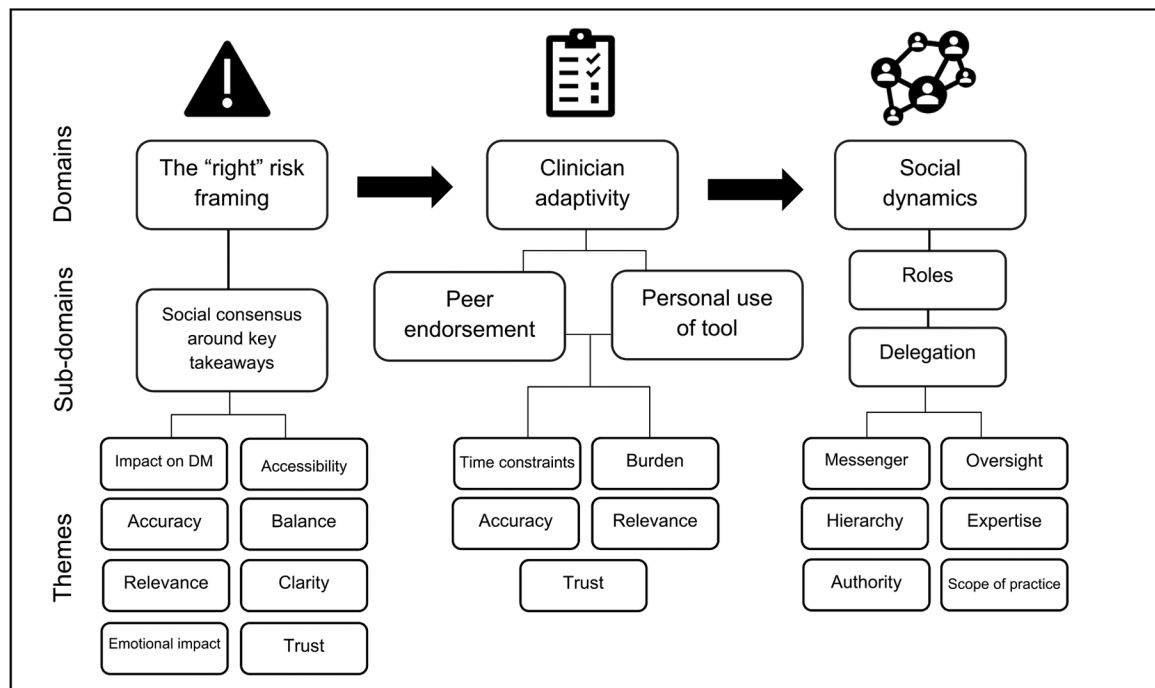 Domains
The “right” risk
framing
Clinician
adaptivity
Social
dynamics
Sub-domains
Social consensus
around key
takeaways
Peer
endorsement
Personal use
of tool
Roles
Delegation
Themes
Impact on DM
Accessibility
Accuracy
Balance
Relevance
Clarity
Emotional impact
Trust
Time constraints
Burden
Accuracy
Relevance
Trust
Messenger
Oversight
Hierarchy
Expertise
Authority
Scope of practice